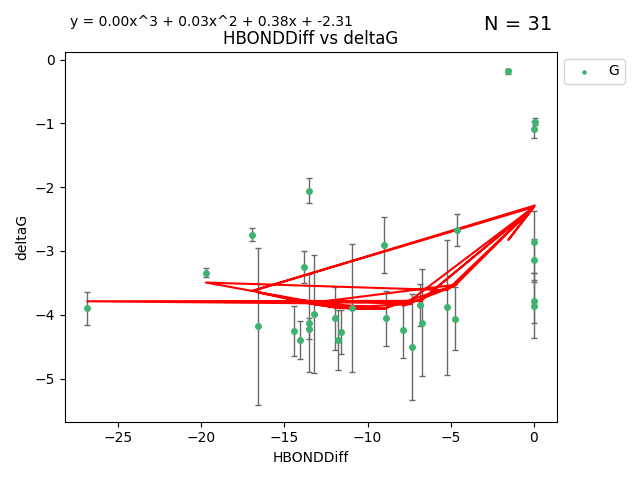 y = 0.00x^3 + 0.03x^2 + 0.38x + -2.31
N = 31
HBONDDiff vs deltaG
G
deltaG
0
−1
−2
−3
−4
−5
−25
−20
−15
−10
−5
0
HBONDDiff